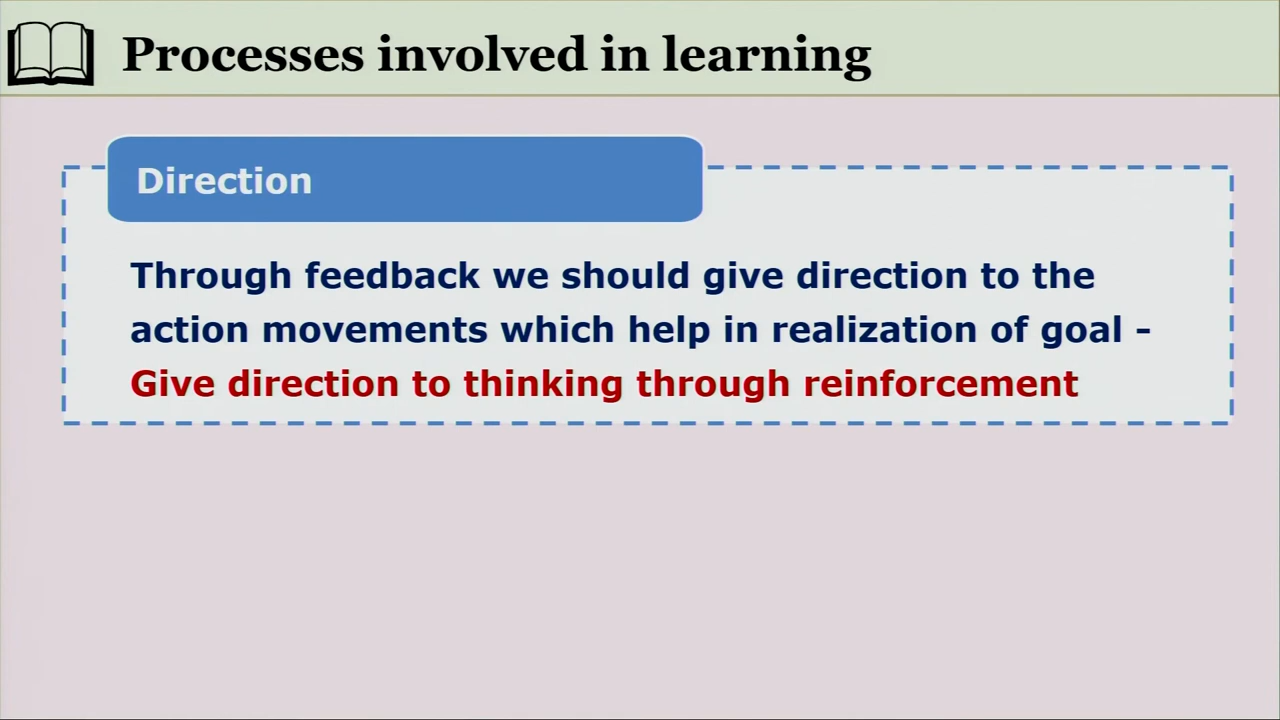 Processes involved in learning
Direction
Through feedback we should give direction to the
action movements which help in realization of goal -
Give direction to thinking through reinforcement